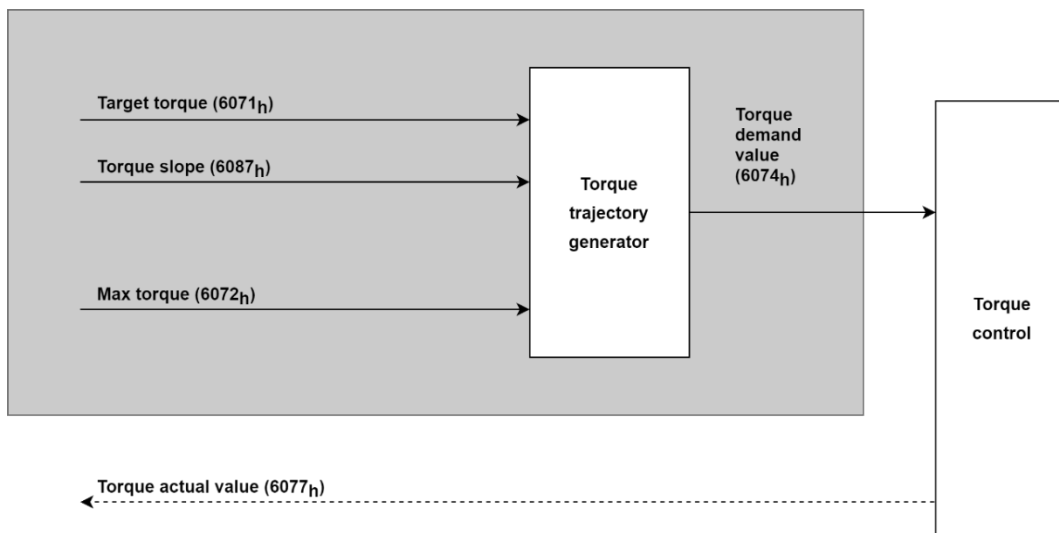 Target torque (6071h)
Torque slope (6087h)
Max torque (6072h)
Torque
trajectory
generator
Torque
demand
value
(6074h)
Torque
control
Torque actual value (6077h)